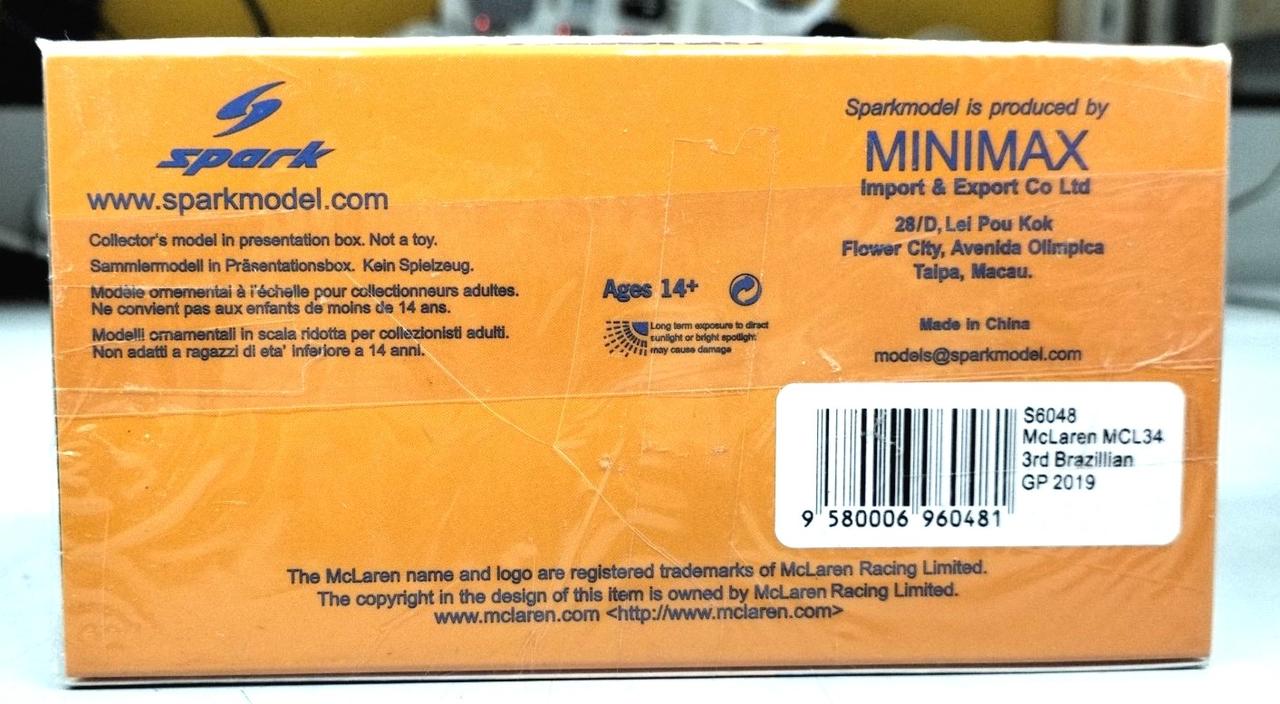 spark
www.sparkmodel.com
Collector's model in presentation box. Not a toy.
Sammlermodell in Präsentationsbox. Kein Spielzeug.
Modèle ornemental à l'échelle pour collectionneurs adultes.
Ne convient pas aux enfants de moins de 14 ans.
Modelli ornamentali in scala ridotta per collezionisti adulti.
Non adatti a ragazzi di eta' inferiore a 14 anni.
Ages 14+
Long term exposure to direct
sunlight or bright spotlight
may cause damage
Sparkmodel is produced by
MINIMAX
Import & Export Co Ltd
28/D, Lei Pou Kok
Flower City, Avenida Olimpica
Taipa, Macau.
Made in China
models@sparkmodel.com
S6048
McLaren MCL34
3rd Brazillian
GP 2019
9 580006 960481
The McLaren name and logo are registered trademarks of McLaren Racing Limited.
The copyright in the design of this item is owned by McLaren Racing Limited.
www.mclaren.com <http://www.mclaren.com>